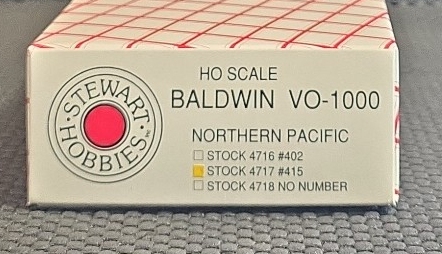 STEWART HOBBIES INC
HO SCALE
BALDWIN VO-1000
NORTHERN PACIFIC
STOCK 4716 #402
STOCK 4717 #415
STOCK 4718 NO NUMBER